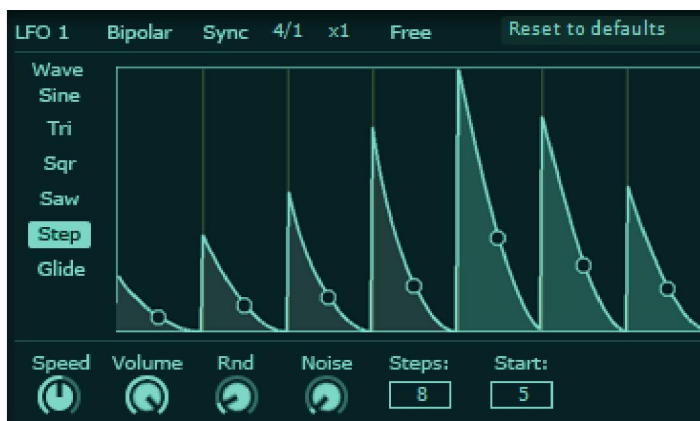 LFO 1 Bipolar Sync 4/1 x1 Free Reset to defaults
Wave
Sine
Tri
Sqr
Saw
Step
Glide
Speed Volume Rnd Noise Steps: Start:
8 5